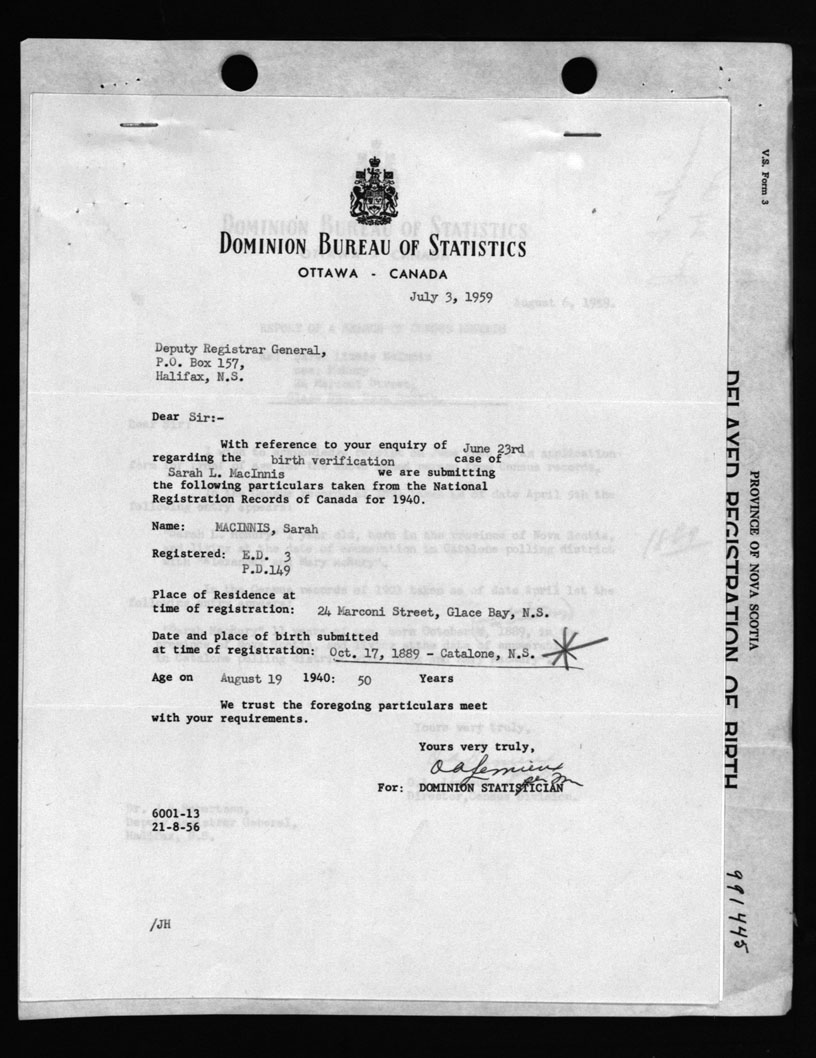 DOMINION BUREAU OF STATISTICS
OTTAWA - CANADA
July 3, 1959
Deputy Registrar General,
P.O. Box 157,
Halifax, N.S.
Dear Sir:-
With reference to your enquiry of June 23rd
regarding the birth verification case of
Sarah L. MacInnis we are submitting
the following particulars taken from the National
Registration Records of Canada for 1940.
Name: MACINNIS, Sarah
Registered: E.D. 3
P.D.149
Place of Residence at
time of registration: 24 Marconi Street, Glace Bay, N.S.
Date and place of birth submitted
at time of registration: Oct. 17, 1889 - Catalone, N.S.
Age on August 19 1940: 50 Years
We trust the foregoing particulars meet
with your requirements.
Yours very truly,
For: DOMINION STATISTICIAN
6001-13
21-8-56
/JH
V.S. Form 3
PROVINCE OF NOVA SCOTIA
DELAYED REGISTRATION OF BIRTH
991445